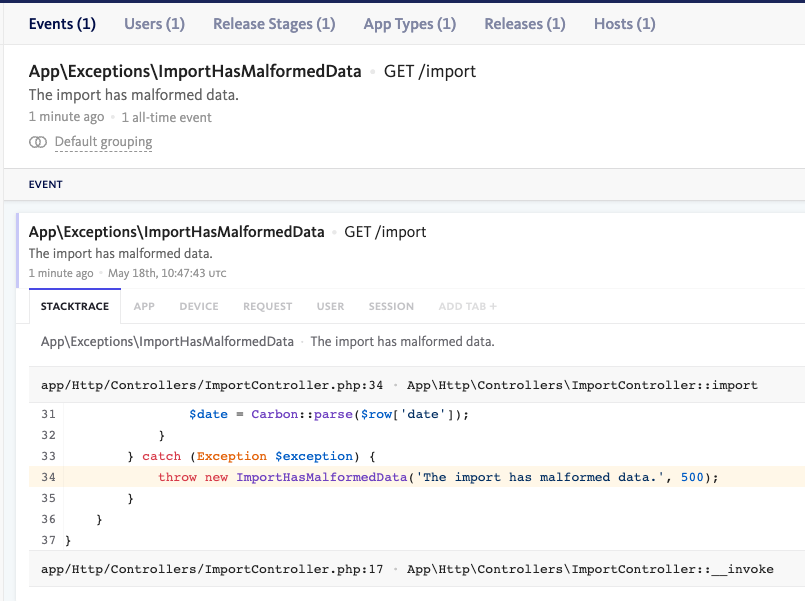 Events (1) Users (1) Release Stages (1) App Types (1) Releases (1) Hosts (1)
App\Exceptions\ImportHasMalformedData • GET /import
The import has malformed data.
1 minute ago • 1 all-time event
Default grouping
EVENT
App\Exceptions\ImportHasMalformedData • GET /import
The import has malformed data.
1 minute ago • May 18th, 10:47:43 UTC
STACKTRACE APP DEVICE REQUEST USER SESSION ADD TAB +
App\Exceptions\ImportHasMalformedData · The import has malformed data.
app/Http/Controllers/ImportController.php:34 · App\Http\Controllers\ImportController::import
31 $date = Carbon::parse($row['date']);
32 }
33 } catch (Exception $exception) {
34 throw new ImportHasMalformedData('The import has malformed data.', 500);
35 }
36 }
37 }
app/Http/Controllers/ImportController.php:17 · App\Http\Controllers\ImportController::__invoke